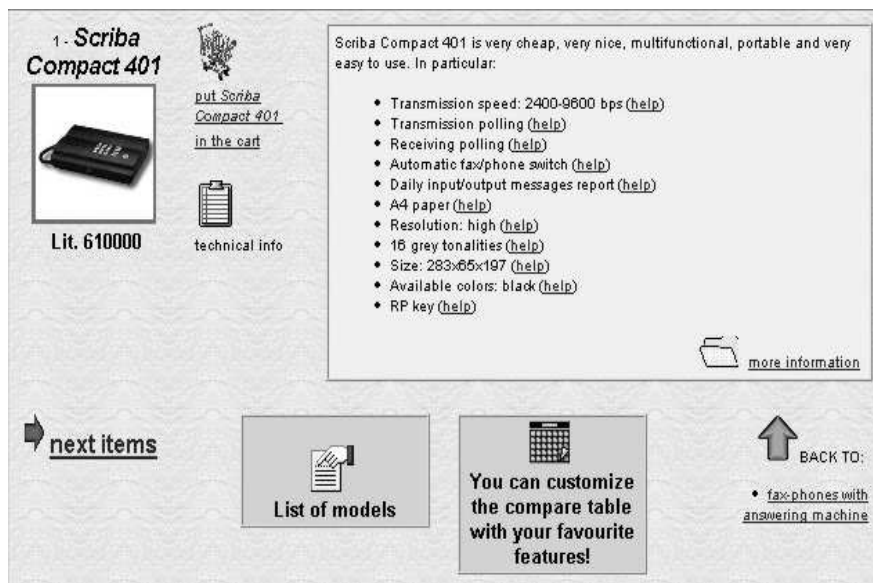 1 - Scriba
Compact 401
Lit. 610000
put Scriba
Compact 401
in the cart
technical info
Scriba Compact 401 is very cheap, very nice, multifunctional, portable and very
easy to use. In particular:
• Transmission speed: 2400-9600 bps (help)
• Transmission polling (help)
• Receiving polling (help)
• Automatic fax/phone switch (help)
• Daily input/output messages report (help)
• A4 paper (help)
• Resolution: high (help)
• 16 grey tonalities (help)
• Size: 283x65x197 (help)
• Available colors: black (help)
• RP key (help)
more information
next items
List of models
You can customize
the compare table
with your favourite
features!
BACK TO:
• fax-phones with
answering machine